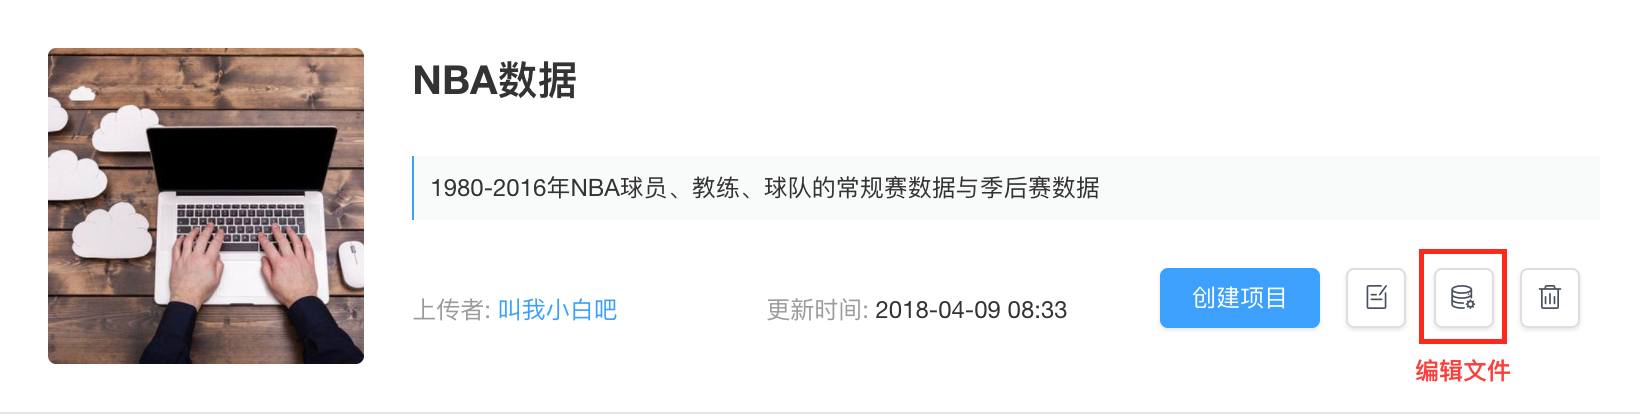 NBA数据
1980-2016年NBA球员、教练、球队的常规赛数据与季后赛数据
上传者: 叫我小白吧 更新时间: 2018-04-09 08:33 创建项目
编辑文件